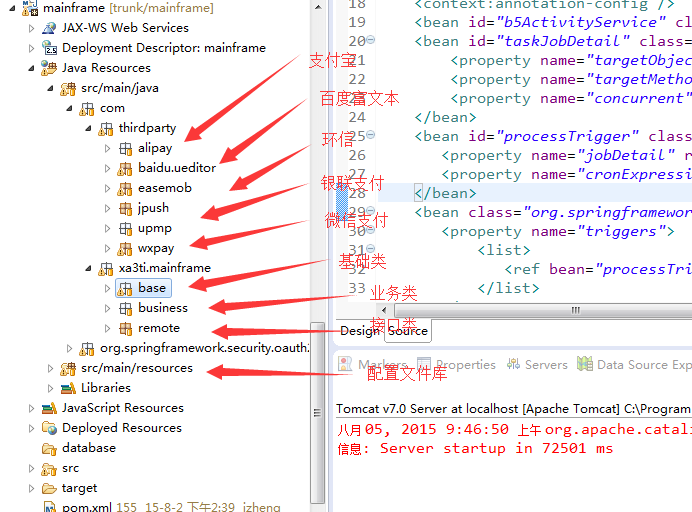 mainframe [trunk/mainframe]
JAX-WS Web Services
Deployment Descriptor: mainframe
Java Resources
src/main/java
com
thirdparty
alipay
baidu.ueditor
easemob
jpush
upmp
wxpay
xa3ti.mainframe
base
business
remote
org.springframework.security.oauth
src/main/resources
Libraries
JavaScript Resources
Deployed Resources
database
src
target
pom.xml 155 15-8-2 下午2:39 jzheng
支付宝
百度富文本
环信
银联支付
微信支付
基础类
业务类
接口类
配置文件库
18 <context:annotation-config />
19 <bean id="b5ActivityService" cl
20 <bean id="taskJobDetail" class=
21 <property name="targetObjec
22 <property name="targetMetho
23 <property name="concurrent"
24 </bean>
25 <bean id="processTrigger" clas
26 <property name="jobDetail" r
27 <property name="cronExpressi
28 </bean>
29 <bean class="org.springframewor
30 <property name="triggers">
31 <list>
32 <ref bean="processTri
33 </list>
Design Source
Markers Properties Servers Data Source Exp
Tomcat v7.0 Server at localhost [Apache Tomcat] C:\Program
八月 05, 2015 9:46:50 上午 org.apache.catali
信息: Server startup in 72501 ms